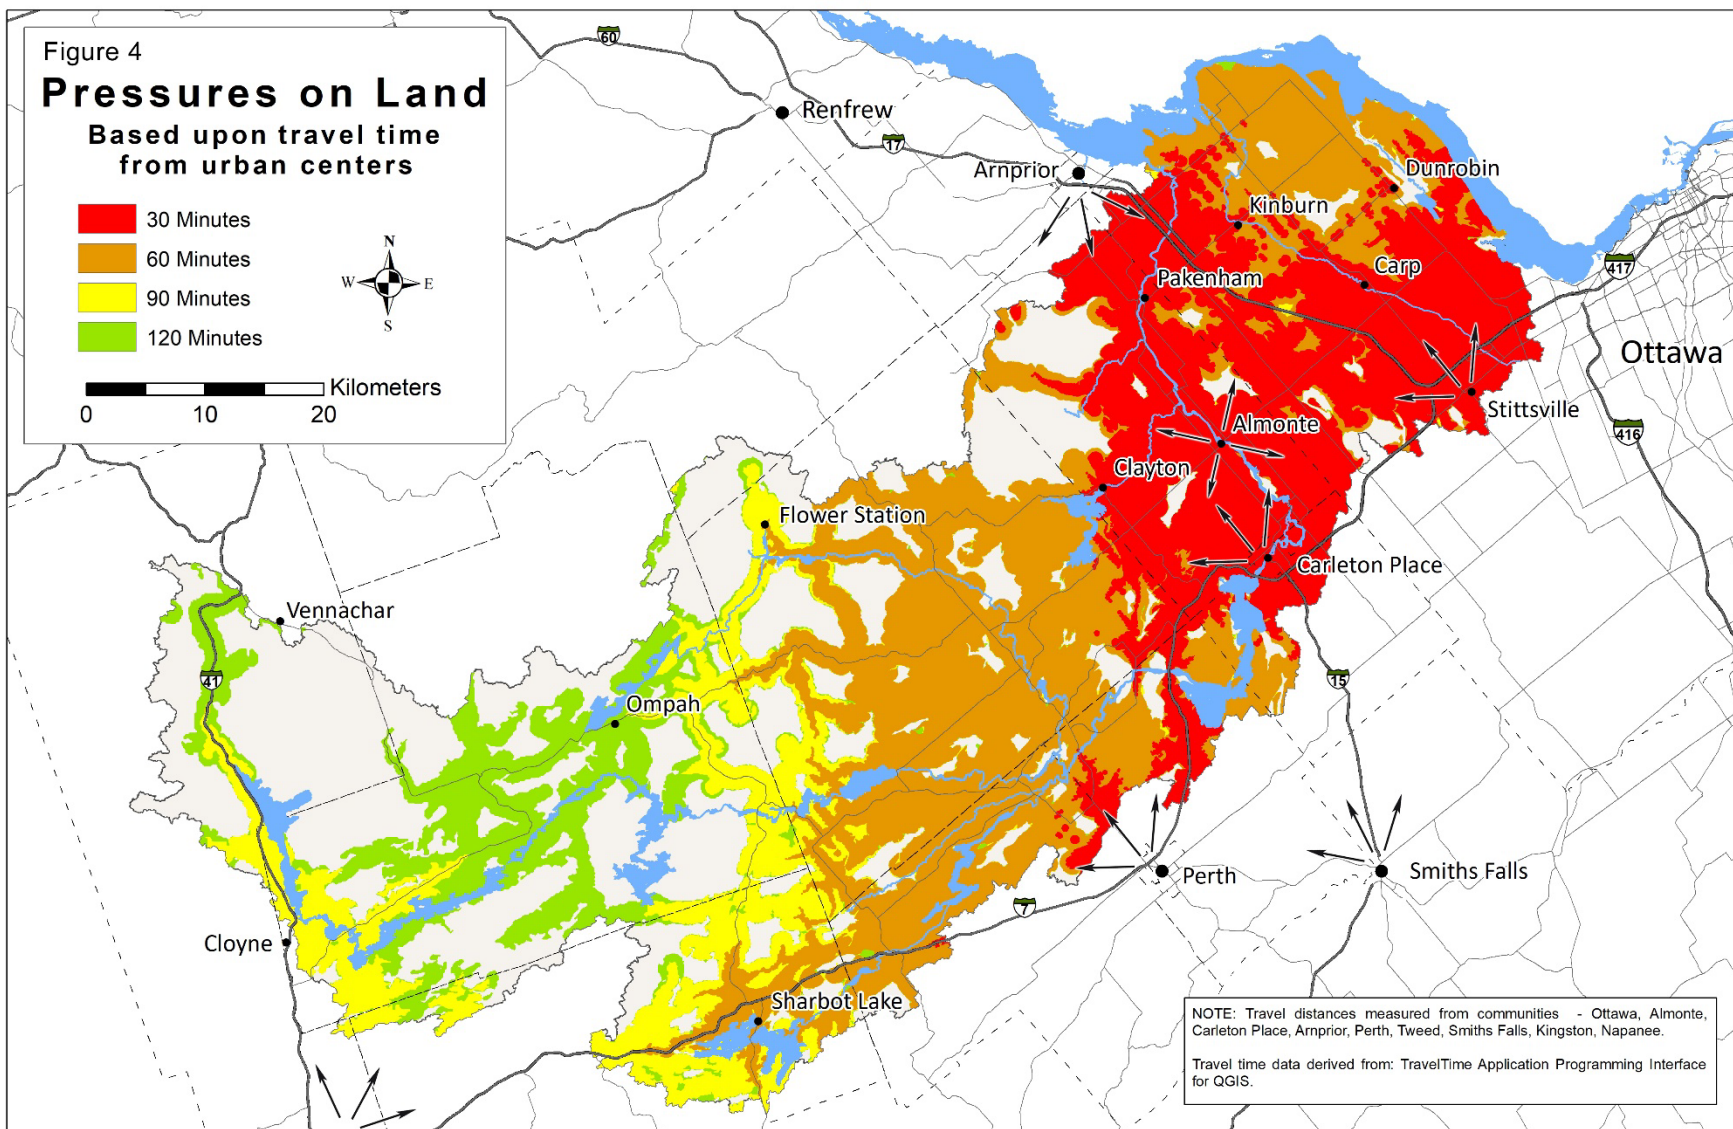 Figure 4
Pressures on Land
Based upon travel time
from urban centers
30 Minutes
60 Minutes
90 Minutes
120 Minutes
N
W
E
S
Kilometers
0
10
20
60
Renfrew
17
Arnprior
Dunrobin
Kinburn
Carp
417
Pakenham
Ottawa
Stittsville
416
Almonte
Clayton
Flower Station
Carleton Place
Vennachar
41
15
Ompah
Perth
Smiths Falls
7
Cloyne
Sharbot Lake
NOTE: Travel distances measured from communities - Ottawa, Almonte,
Carleton Place, Arnprior, Perth, Tweed, Smiths Falls, Kingston, Napanee.
Travel time data derived from: TravelTime Application Programming Interface
for QGIS.